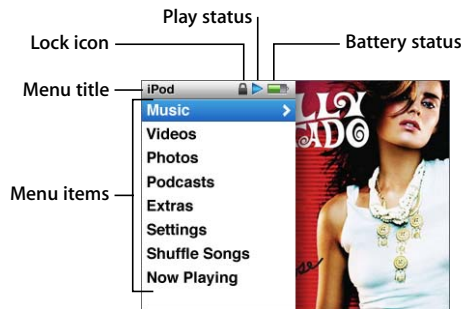 Play status
Lock icon
Battery status
Menu title
iPod
Music
Videos
Photos
Podcasts
Menu items
Extras
Settings
Shuffle Songs
Now Playing
LLY
ADO